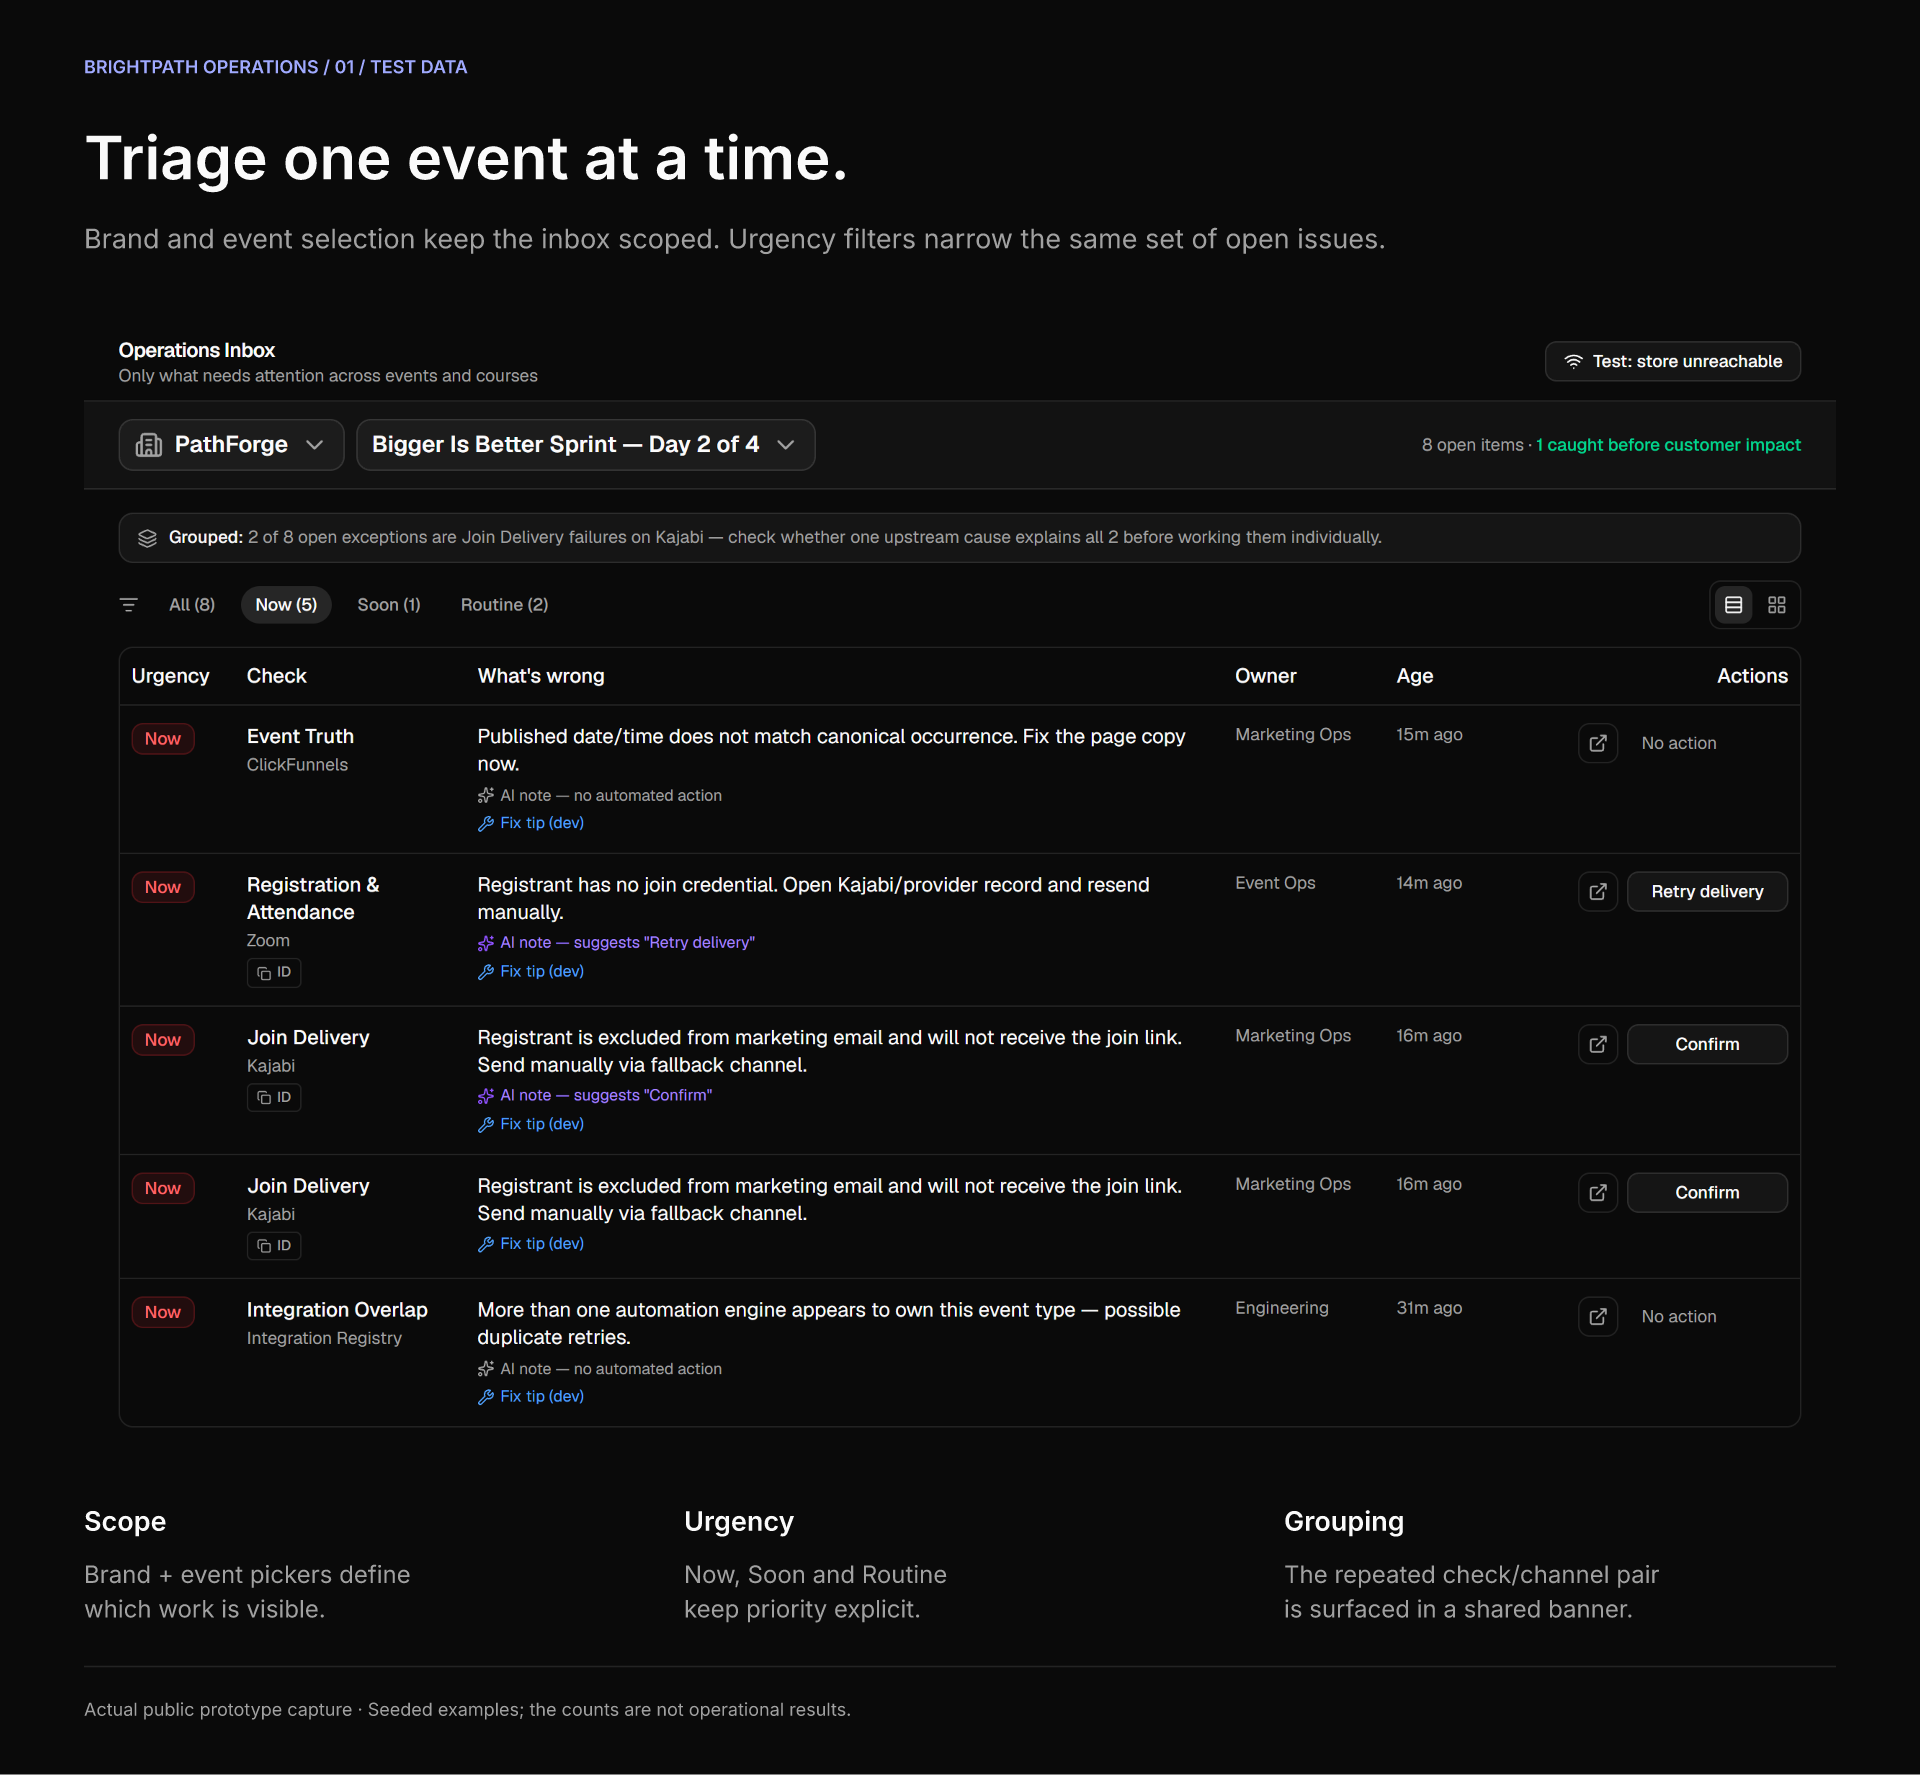 BRIGHTPATH OPERATIONS / 01 / TEST DATA
Triage one event at a time.
Brand and event selection keep the inbox scoped. Urgency filters narrow the same set of open issues.
Operations Inbox
Only what needs attention across events and courses
Test: store unreachable
PathForge
Bigger Is Better Sprint — Day 2 of 4
8 open items · 1 caught before customer impact
Grouped: 2 of 8 open exceptions are Join Delivery failures on Kajabi — check whether one upstream cause explains all 2 before working them individually.
All (8) Now (5) Soon (1) Routine (2)
Urgency Check What's wrong Owner Age Actions
Now
Event Truth
ClickFunnels
Published date/time does not match canonical occurrence. Fix the page copy
now.
AI note — no automated action
Fix tip (dev)
Marketing Ops
15m ago
No action
Now
Registration &
Attendance
Zoom
ID
Registrant has no join credential. Open Kajabi/provider record and resend
manually.
AI note — suggests "Retry delivery"
Fix tip (dev)
Event Ops
14m ago
Retry delivery
Now
Join Delivery
Kajabi
ID
Registrant is excluded from marketing email and will not receive the join link.
Send manually via fallback channel.
AI note — suggests "Confirm"
Fix tip (dev)
Marketing Ops
16m ago
Confirm
Now
Join Delivery
Kajabi
ID
Registrant is excluded from marketing email and will not receive the join link.
Send manually via fallback channel.
Fix tip (dev)
Marketing Ops
16m ago
Confirm
Now
Integration Overlap
Integration Registry
More than one automation engine appears to own this event type — possible
duplicate retries.
AI note — no automated action
Fix tip (dev)
Engineering
31m ago
No action
Scope
Brand + event pickers define
which work is visible.
Urgency
Now, Soon and Routine
keep priority explicit.
Grouping
The repeated check/channel pair
is surfaced in a shared banner.
Actual public prototype capture · Seeded examples; the counts are not operational results.